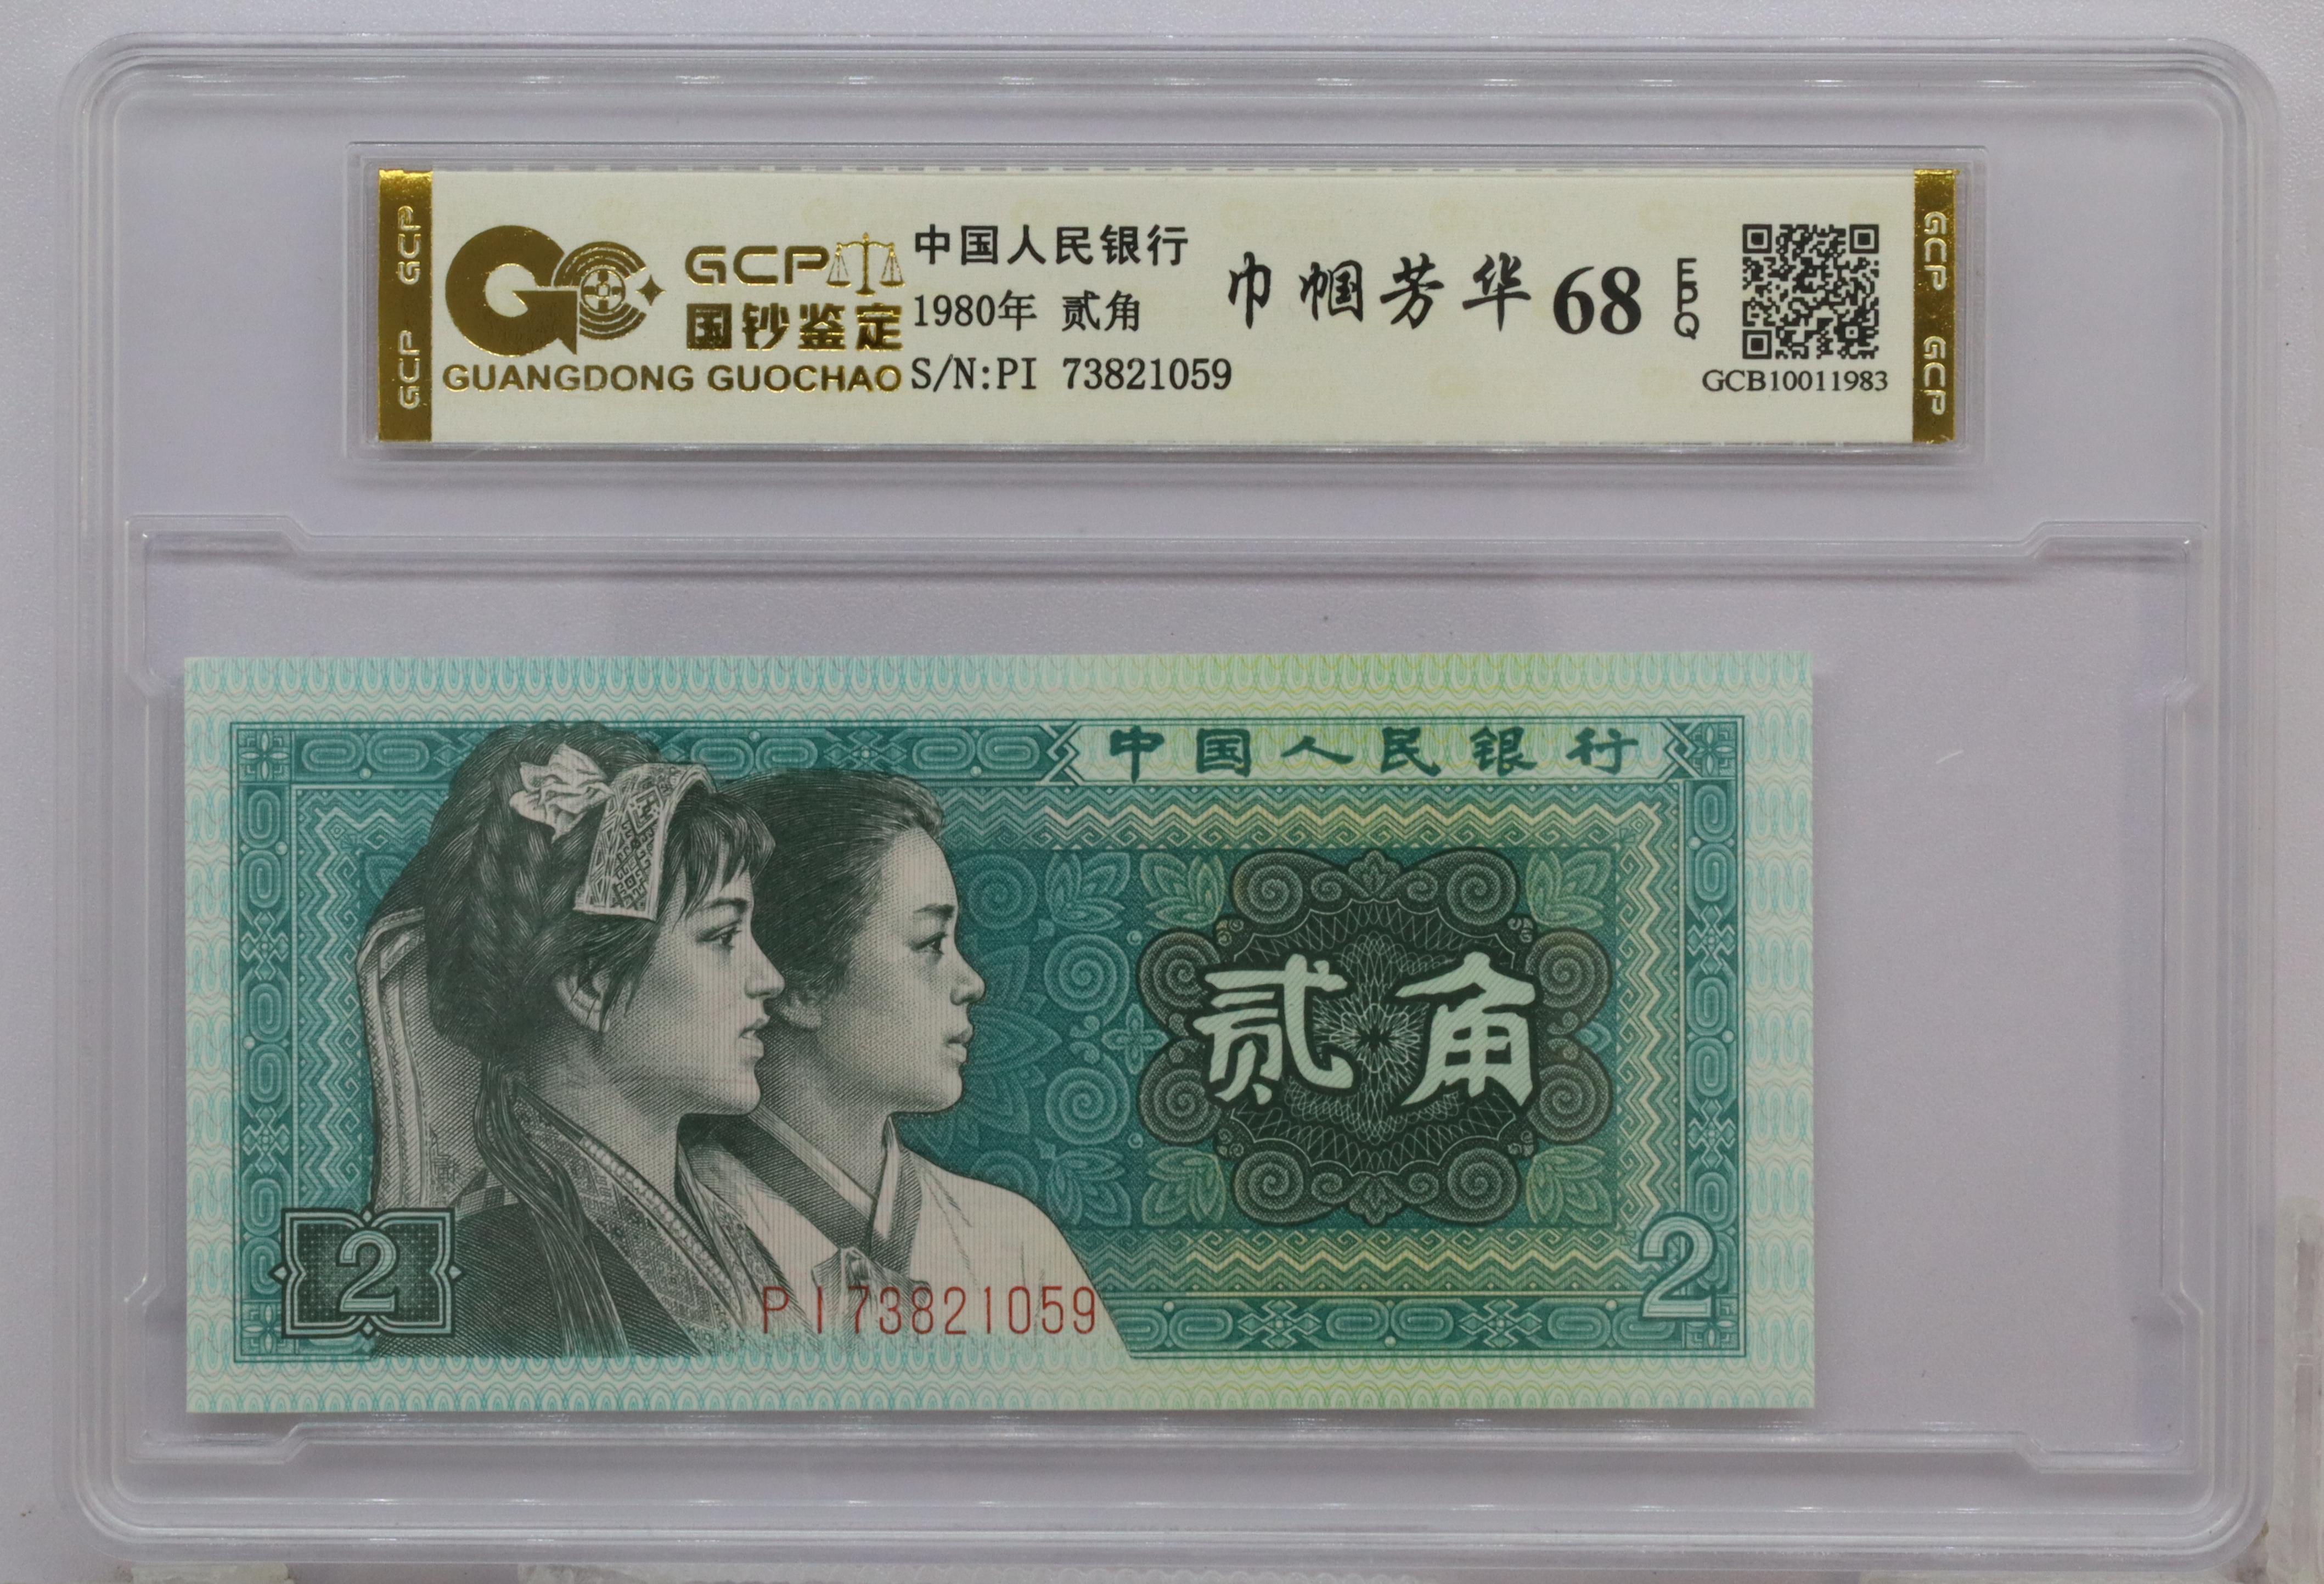 GCP GCP
GCP
国钞鉴定
GUANGDONG GUOCHAO
中国人民银行
1980年 贰角
S/N:PI 73821059
巾帼芳华
68
EPQ
GCB10011983
GCP GCP
中国人民银行
贰角
2
PI73821059
2